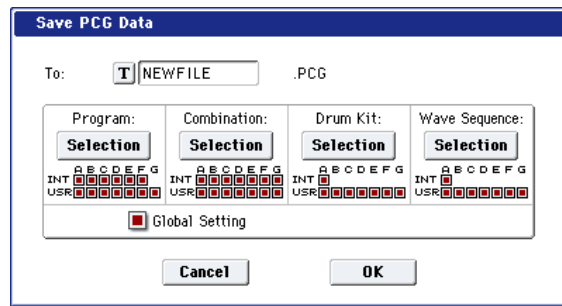 Save PCG Data
To: T NEWFILE .PCG
Program: Combination: Drum Kit: Wave Sequence:
Selection Selection Selection Selection
A B C D E F G A B C D E F G A B C D E F G A B C D E F G
INT INT INT INT
USR USR USR USR
Global Setting
Cancel OK